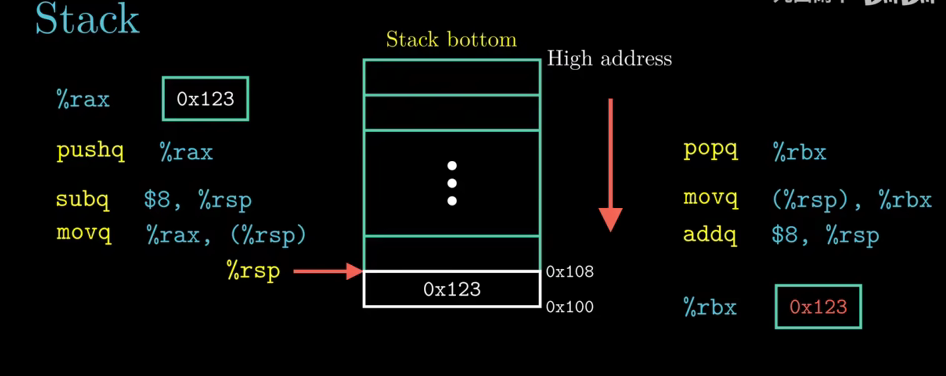 Stack
Stack bottom
High address
%rax
0x123
pushq %rax
subq $8, %rsp
movq %rax, (%rsp)
%rsp
0x123
0x108
0x100
popq %rbx
movq (%rsp), %rbx
addq $8, %rsp
%rbx
0x123